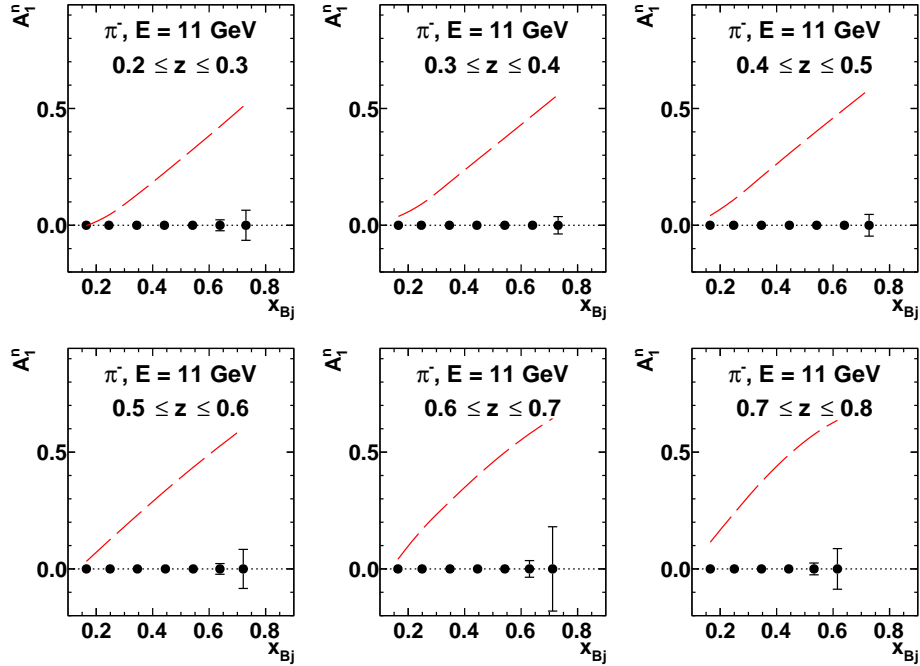 A₁ⁿ
π⁻, E = 11 GeV
0.2 ≤ z ≤ 0.3
0.5
0.0
0.2 0.4 0.6 0.8
x_Bj
A₁ⁿ
π⁻, E = 11 GeV
0.3 ≤ z ≤ 0.4
0.5
0.0
0.2 0.4 0.6 0.8
x_Bj
A₁ⁿ
π⁻, E = 11 GeV
0.4 ≤ z ≤ 0.5
0.5
0.0
0.2 0.4 0.6 0.8
x_Bj
A₁ⁿ
π⁻, E = 11 GeV
0.5 ≤ z ≤ 0.6
0.5
0.0
0.2 0.4 0.6 0.8
x_Bj
A₁ⁿ
π⁻, E = 11 GeV
0.6 ≤ z ≤ 0.7
0.5
0.0
0.2 0.4 0.6 0.8
x_Bj
A₁ⁿ
π⁻, E = 11 GeV
0.7 ≤ z ≤ 0.8
0.5
0.0
0.2 0.4 0.6 0.8
x_Bj